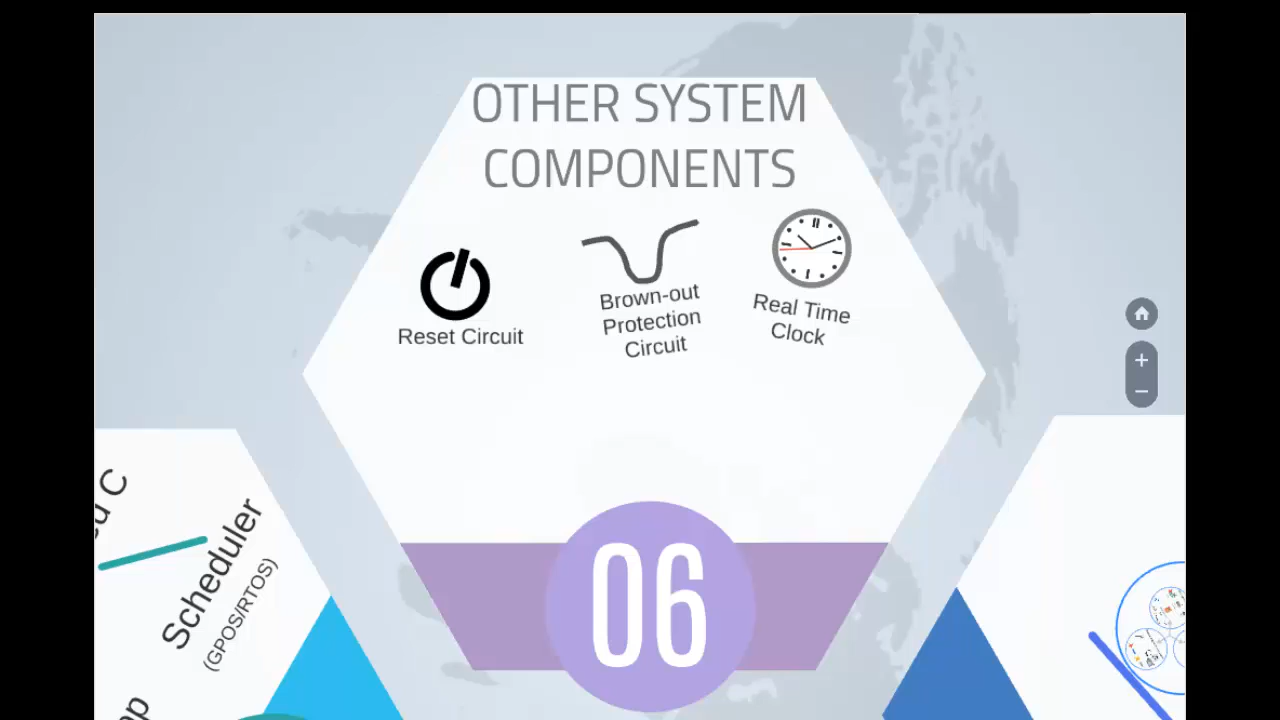 OTHER SYSTEM
COMPONENTS
Reset Circuit
Brown-out
Protection
Circuit
Real Time
Clock
06
C
Scheduler
(GPOS/RTOS)